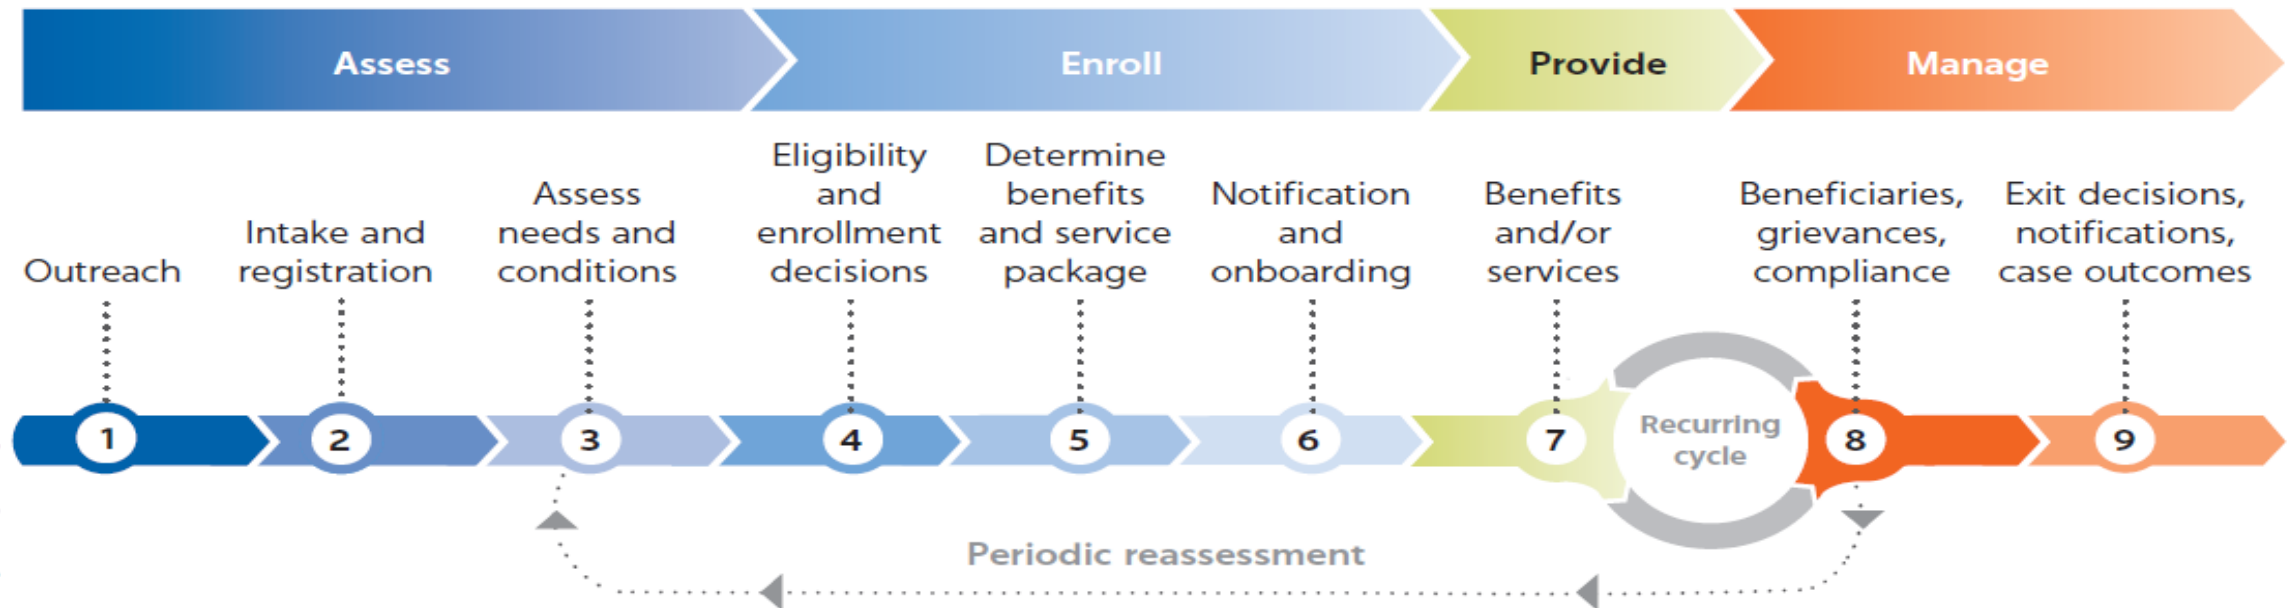 Assess
Enroll
Provide
Manage
Outreach
Intake and
registration
Assess
needs and
conditions
Eligibility
and
enrollment
decisions
Determine
benefits
and service
package
Notification
and
onboarding
Benefits
and/or
services
Beneficiaries,
grievances,
compliance
Exit decisions,
notifications,
case outcomes
1
2
3
4
5
6
7
Recurring
cycle
8
9
Periodic reassessment